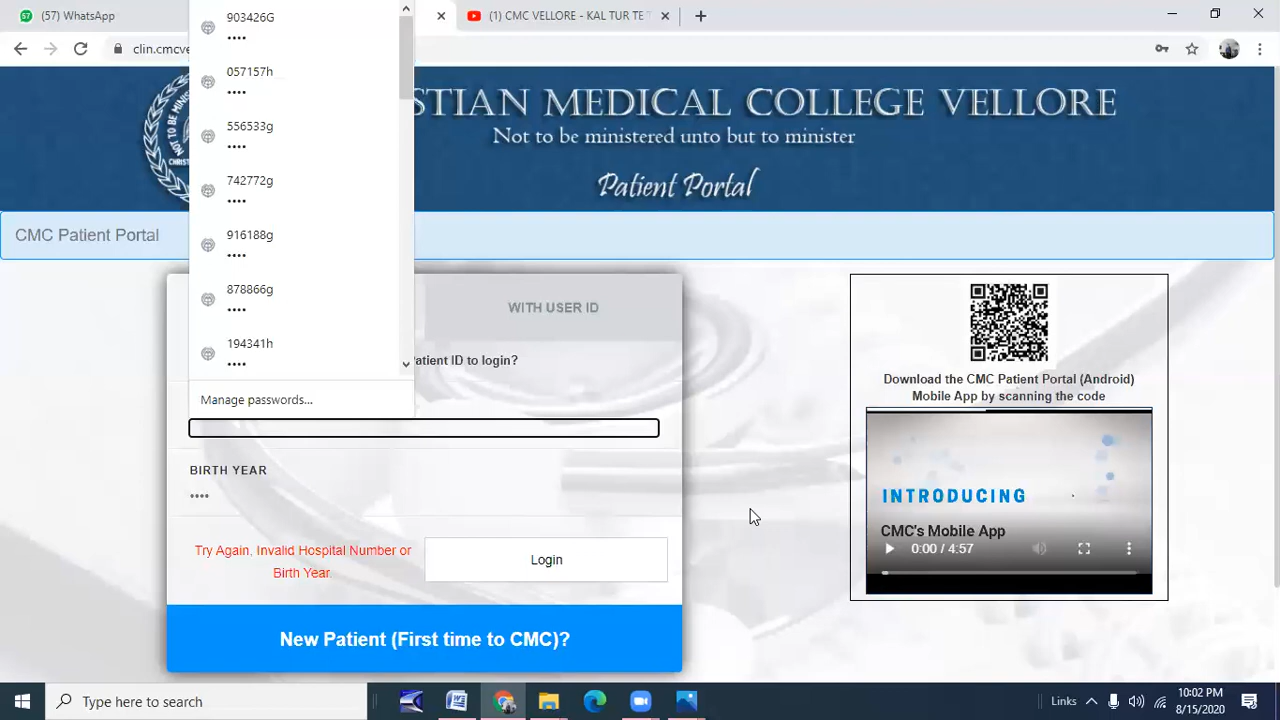 (57) WhatsApp
(1) CMC VELLORE - KAL TUR TE
clin.cmcve
903426G
••••
057157h
••••
556533g
••••
742772g
••••
916188g
••••
878866g
••••
194341h
••••
Manage passwords...
STIAN MEDICAL COLLEGE VELLORE
Not to be ministered unto but to minister
Patient Portal
CMC Patient Portal
WITH USER ID
atient ID to login?
BIRTH YEAR
••••
Try Again, Invalid Hospital Number or
Birth Year.
Login
New Patient (First time to CMC)?
Download the CMC Patient Portal (Android)
Mobile App by scanning the code
INTRODUCING
CMC's Mobile App
0:00 / 4:57
Type here to search
Links
10:02 PM
8/15/2020